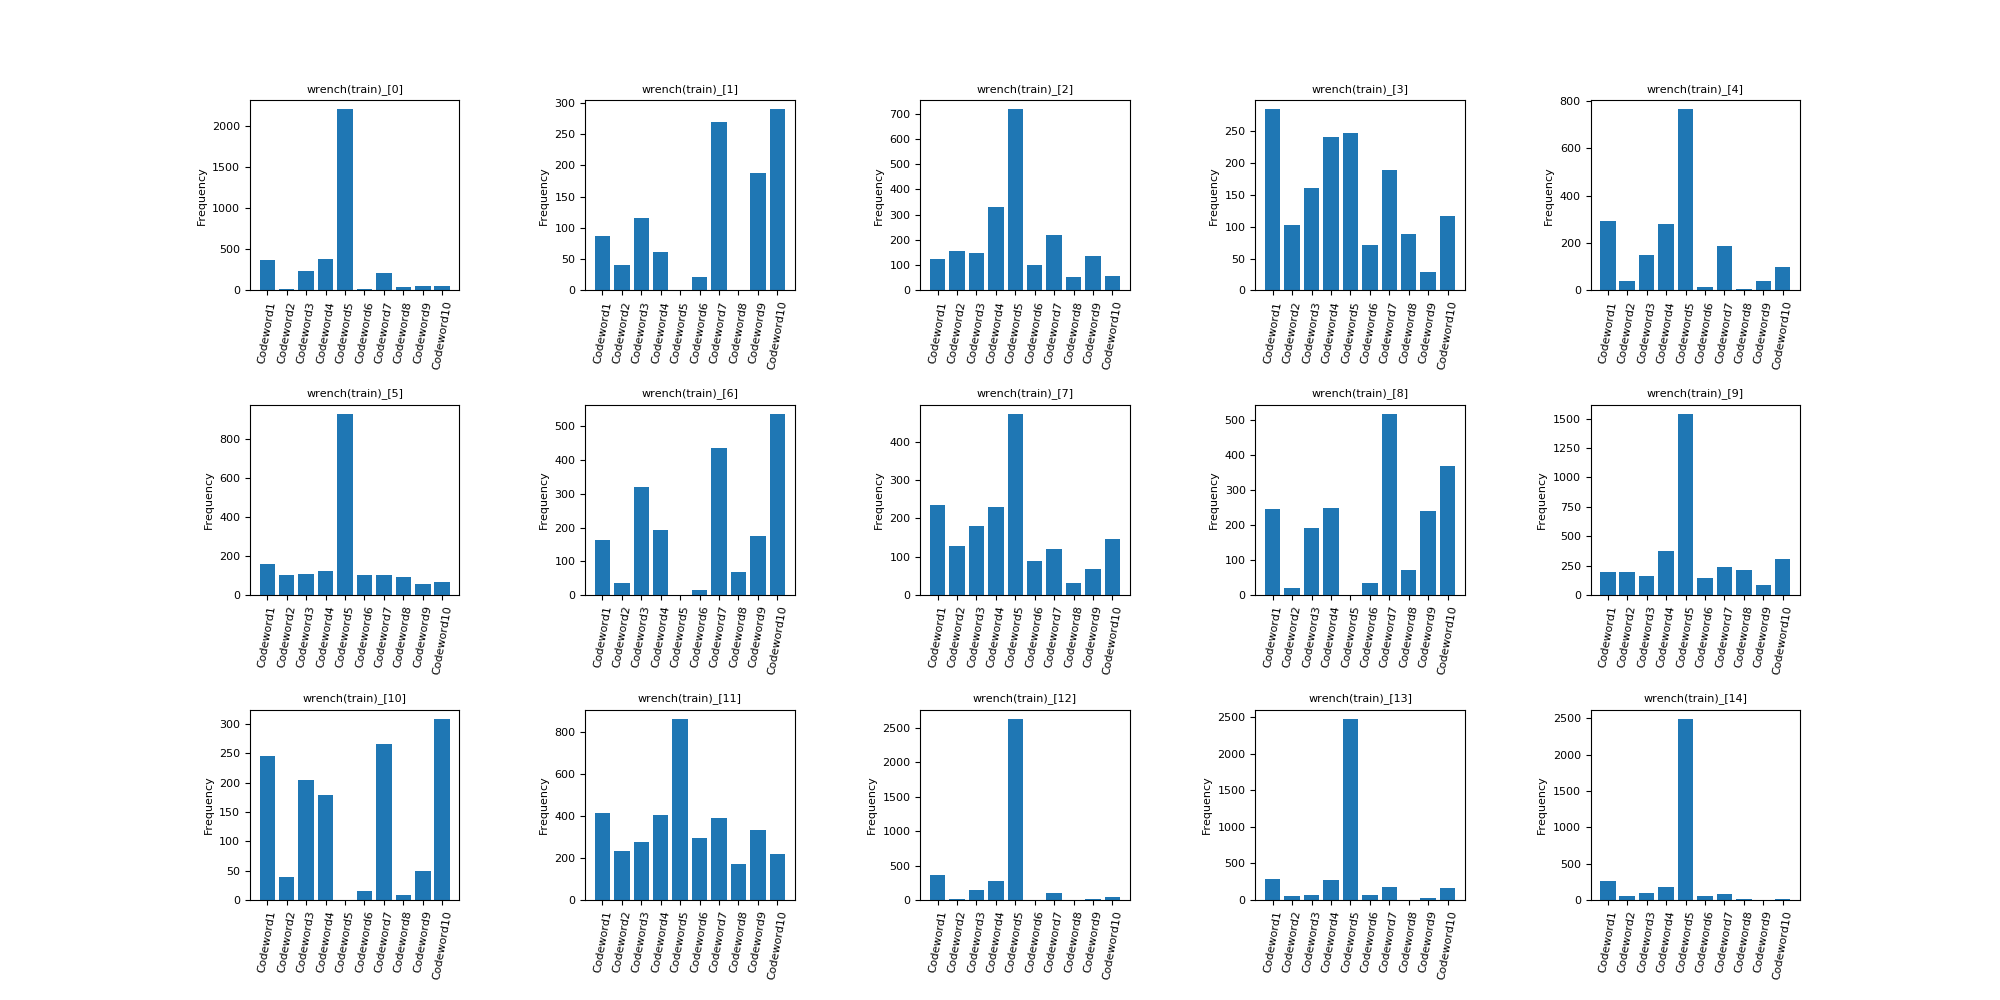 wrench(train)_[0]
Frequency
2000
1500
1000
500
0
Codeword1 Codeword2 Codeword3 Codeword4 Codeword5 Codeword6 Codeword7 Codeword8 Codeword9 Codeword10
wrench(train)_[1]
Frequency
300
250
200
150
100
50
0
Codeword1 Codeword2 Codeword3 Codeword4 Codeword5 Codeword6 Codeword7 Codeword8 Codeword9 Codeword10
wrench(train)_[2]
Frequency
700
600
500
400
300
200
100
0
Codeword1 Codeword2 Codeword3 Codeword4 Codeword5 Codeword6 Codeword7 Codeword8 Codeword9 Codeword10
wrench(train)_[3]
Frequency
250
200
150
100
50
0
Codeword1 Codeword2 Codeword3 Codeword4 Codeword5 Codeword6 Codeword7 Codeword8 Codeword9 Codeword10
wrench(train)_[4]
Frequency
800
600
400
200
0
Codeword1 Codeword2 Codeword3 Codeword4 Codeword5 Codeword6 Codeword7 Codeword8 Codeword9 Codeword10
wrench(train)_[5]
Frequency
800
600
400
200
0
Codeword1 Codeword2 Codeword3 Codeword4 Codeword5 Codeword6 Codeword7 Codeword8 Codeword9 Codeword10
wrench(train)_[6]
Frequency
500
400
300
200
100
0
Codeword1 Codeword2 Codeword3 Codeword4 Codeword5 Codeword6 Codeword7 Codeword8 Codeword9 Codeword10
wrench(train)_[7]
Frequency
400
300
200
100
0
Codeword1 Codeword2 Codeword3 Codeword4 Codeword5 Codeword6 Codeword7 Codeword8 Codeword9 Codeword10
wrench(train)_[8]
Frequency
500
400
300
200
100
0
Codeword1 Codeword2 Codeword3 Codeword4 Codeword5 Codeword6 Codeword7 Codeword8 Codeword9 Codeword10
wrench(train)_[9]
Frequency
1500
1250
1000
750
500
250
0
Codeword1 Codeword2 Codeword3 Codeword4 Codeword5 Codeword6 Codeword7 Codeword8 Codeword9 Codeword10
wrench(train)_[10]
Frequency
300
250
200
150
100
50
0
Codeword1 Codeword2 Codeword3 Codeword4 Codeword5 Codeword6 Codeword7 Codeword8 Codeword9 Codeword10
wrench(train)_[11]
Frequency
800
600
400
200
0
Codeword1 Codeword2 Codeword3 Codeword4 Codeword5 Codeword6 Codeword7 Codeword8 Codeword9 Codeword10
wrench(train)_[12]
Frequency
2500
2000
1500
1000
500
0
Codeword1 Codeword2 Codeword3 Codeword4 Codeword5 Codeword6 Codeword7 Codeword8 Codeword9 Codeword10
wrench(train)_[13]
Frequency
2500
2000
1500
1000
500
0
Codeword1 Codeword2 Codeword3 Codeword4 Codeword5 Codeword6 Codeword7 Codeword8 Codeword9 Codeword10
wrench(train)_[14]
Frequency
2500
2000
1500
1000
500
0
Codeword1 Codeword2 Codeword3 Codeword4 Codeword5 Codeword6 Codeword7 Codeword8 Codeword9 Codeword10